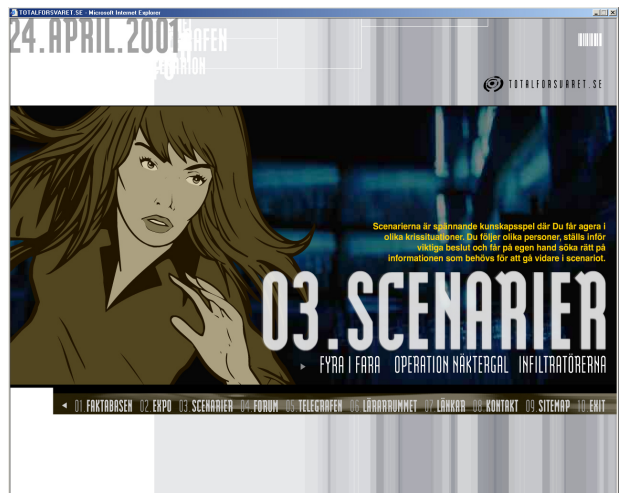 TOTALFORSVARET.SE - Microsoft Internet Explorer
24.APRIL.2001
TOTALFORSVARET.SE
Scenarierna är spännande kunskapsspel där Du får agera i
olika krissituationer. Du följer olika personer, ställs inför
viktiga beslut och får på egen hand söka rätt på
informationen som behövs för att gå vidare i scenariot.
03.SCENARIER
FYRA I FARA OPERATION NÄKTERGAL INFILTRATÖRERNA
01 FAKTABASEN 02 EXPO 03 SCENARIER 04 FORUM 05 TELEGRAFEN 06 LÄRARRUMMET 07 LÄNKAR 08 KONTAKT 09 SITEMAP 10 EXIT